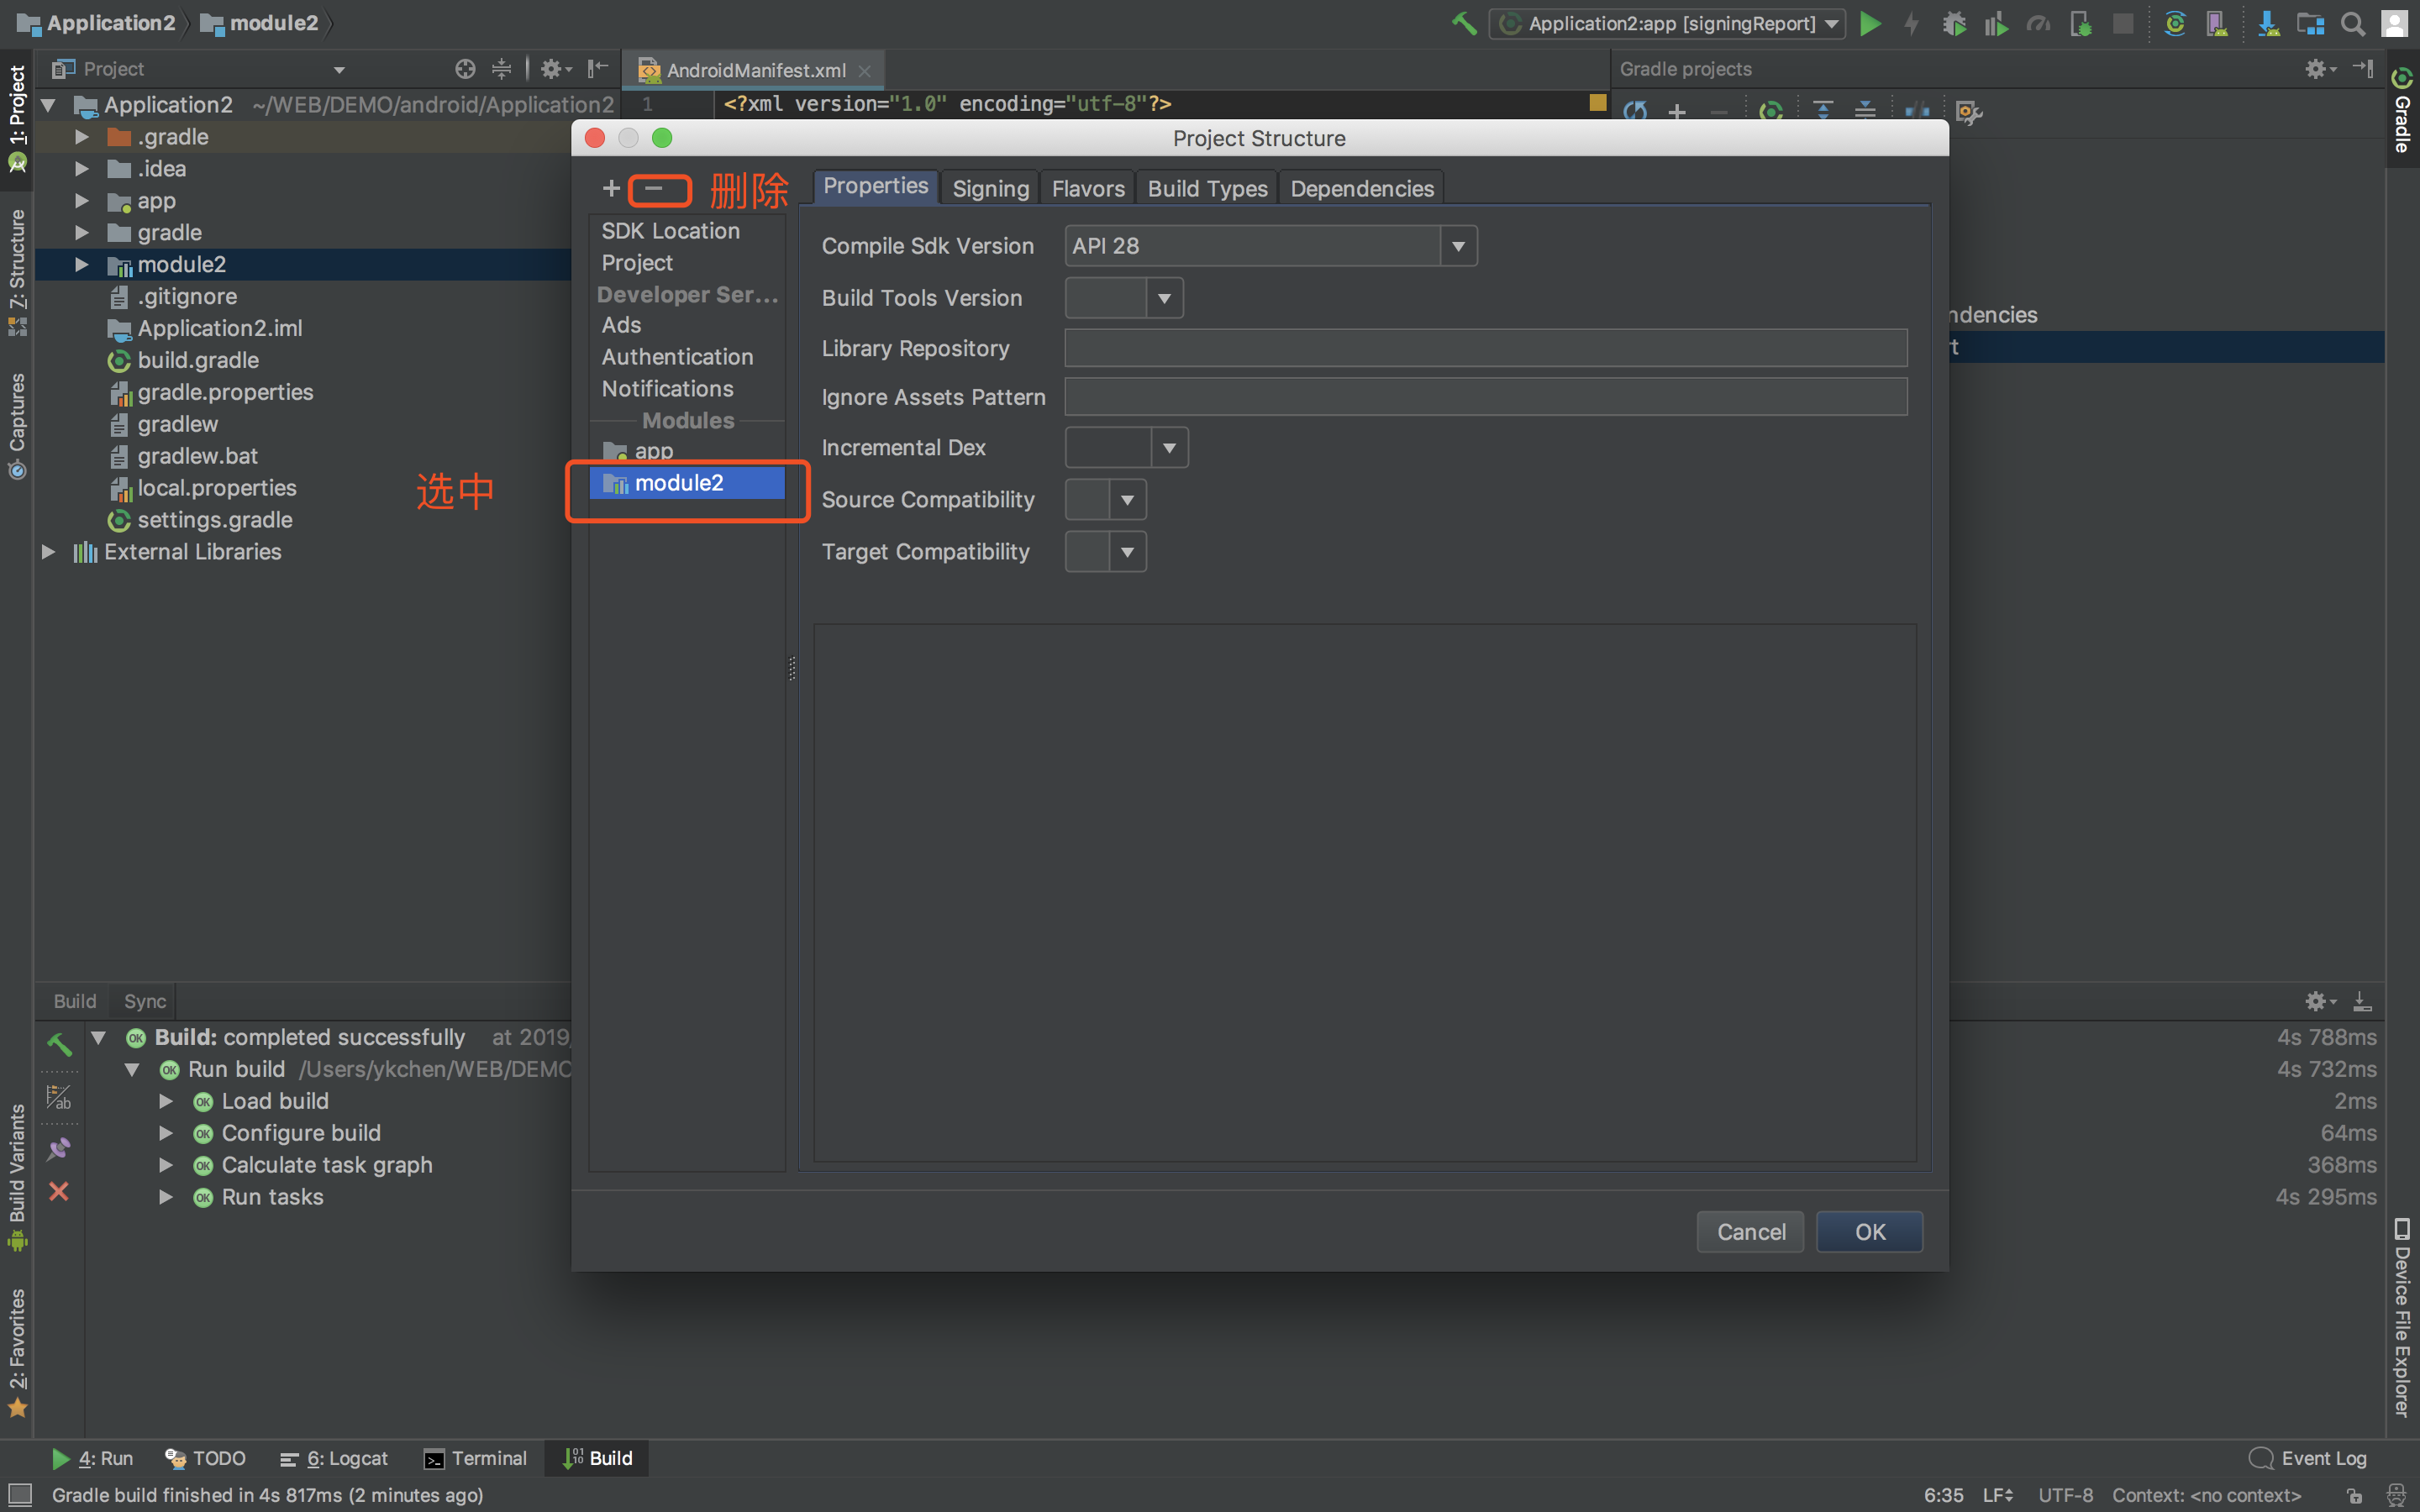 Application2
module2
Application2:app [signingReport]
1: Project
7: Structure
Captures
Build Variants
2: Favorites
Project
Application2 ~/WEB/DEMO/android/Application2
.gradle
.idea
app
gradle
module2
.gitignore
Application2.iml
build.gradle
gradle.properties
gradlew
gradlew.bat
local.properties
settings.gradle
External Libraries
选中
AndroidManifest.xml
1
<?xml version="1.0" encoding="utf-8"?>
Gradle projects
Gradle
ndencies
t
Project Structure
删除
SDK Location
Project
Developer Ser...
Ads
Authentication
Notifications
Modules
app
module2
Properties
Signing
Flavors
Build Types
Dependencies
Compile Sdk Version
API 28
Build Tools Version
Library Repository
Ignore Assets Pattern
Incremental Dex
Source Compatibility
Target Compatibility
Cancel
OK
Build
Sync
Build: completed successfully at 2019
4s 788ms
Run build /Users/ykchen/WEB/DEMO
4s 732ms
Load build
2ms
Configure build
64ms
Calculate task graph
368ms
Run tasks
4s 295ms
Device File Explorer
4: Run
TODO
6: Logcat
Terminal
Build
Event Log
Gradle build finished in 4s 817ms (2 minutes ago)
6:35
LF
UTF-8
Context: <no context>